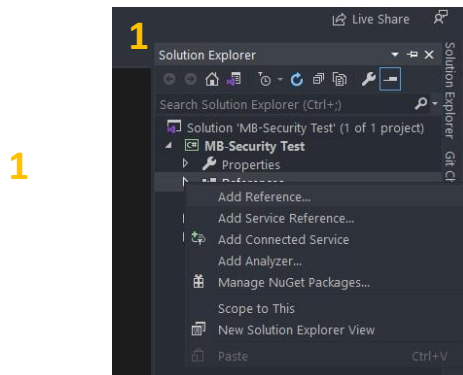 1
1
Live Share
Solution Explorer
Search Solution Explorer (Ctrl+;)
Solution 'MB-Security Test' (1 of 1 project)
C# MB-Security Test
Properties
References
Add Reference...
Add Service Reference...
Add Connected Service
Add Analyzer...
Manage NuGet Packages...
Scope to This
New Solution Explorer View
Paste Ctrl+V
Solution Explorer
Git Ch